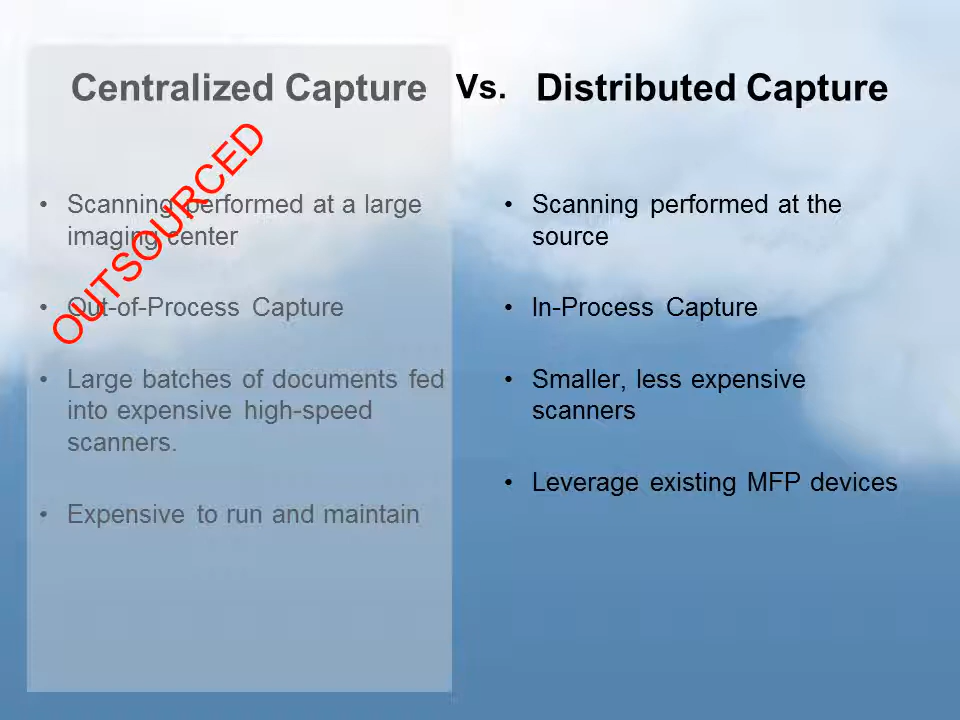 Centralized Capture Vs. Distributed Capture
OUTSOURCED
• Scanning performed at a large
imaging center
• Out-of-Process Capture
• Large batches of documents fed
into expensive high-speed
scanners.
• Expensive to run and maintain
• Scanning performed at the
source
• In-Process Capture
• Smaller, less expensive
scanners
• Leverage existing MFP devices